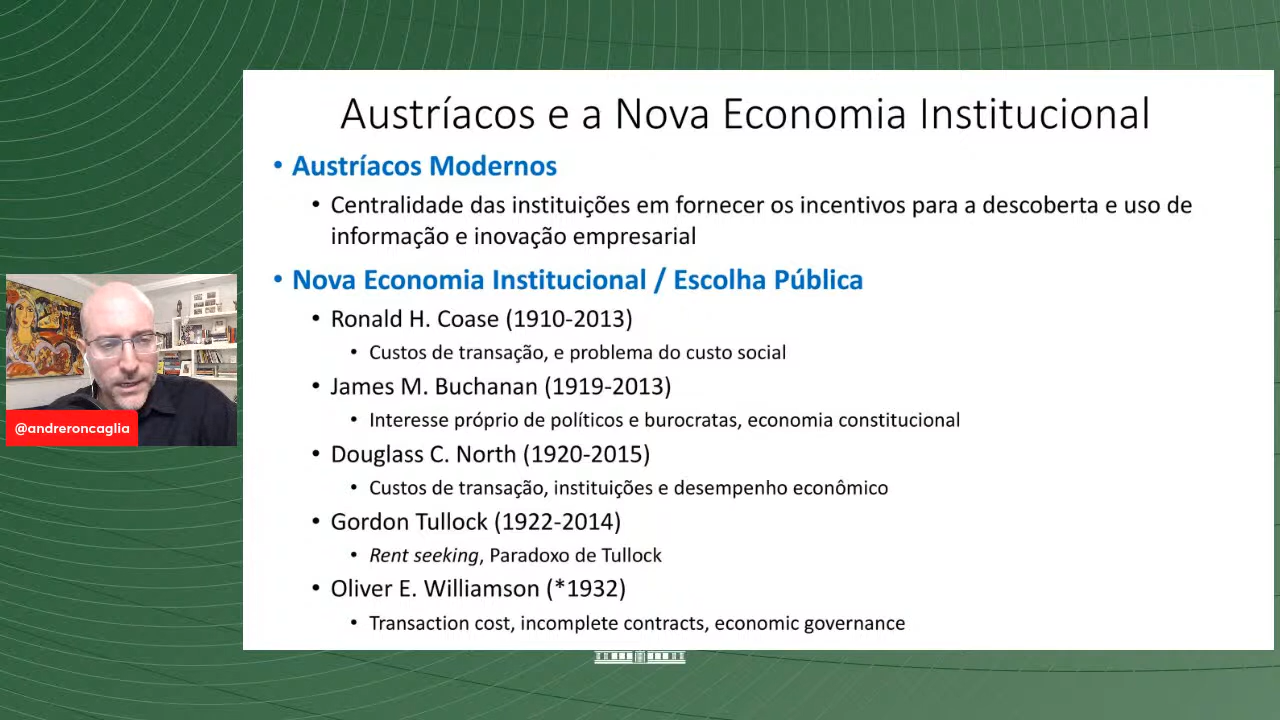 Austríacos e a Nova Economia Institucional
• Austríacos Modernos
• Centralidade das instituições em fornecer os incentivos para a descoberta e uso de
informação e inovação empresarial
• Nova Economia Institucional / Escolha Pública
• Ronald H. Coase (1910-2013)
• Custos de transação, e problema do custo social
• James M. Buchanan (1919-2013)
• Interesse próprio de políticos e burocratas, economia constitucional
• Douglass C. North (1920-2015)
• Custos de transação, instituições e desempenho econômico
• Gordon Tullock (1922-2014)
• Rent seeking, Paradoxo de Tullock
• Oliver E. Williamson (*1932)
• Transaction cost, incomplete contracts, economic governance
@andreroncaglia